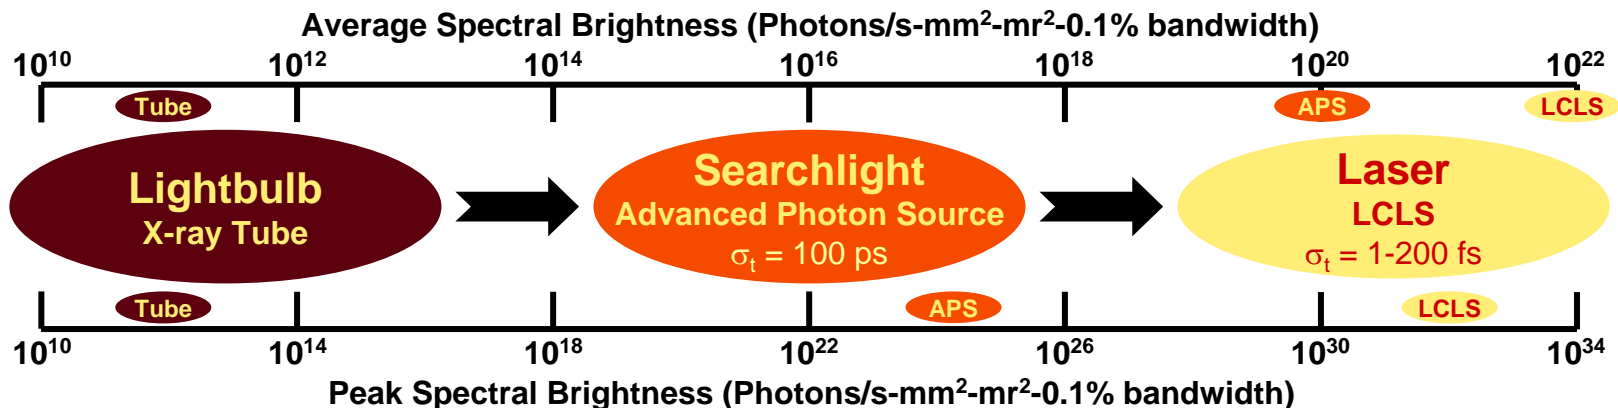 Average Spectral Brightness (Photons/s-mm²-mr²-0.1% bandwidth)
10¹⁰ 10¹² 10¹⁴ 10¹⁶ 10¹⁸ 10²⁰ 10²²
Tube APS LCLS
Lightbulb
X-ray Tube
Searchlight
Advanced Photon Source
σₜ = 100 ps
Laser
LCLS
σₜ = 1-200 fs
Tube APS LCLS
10¹⁰ 10¹⁴ 10¹⁸ 10²² 10²⁶ 10³⁰ 10³⁴
Peak Spectral Brightness (Photons/s-mm²-mr²-0.1% bandwidth)